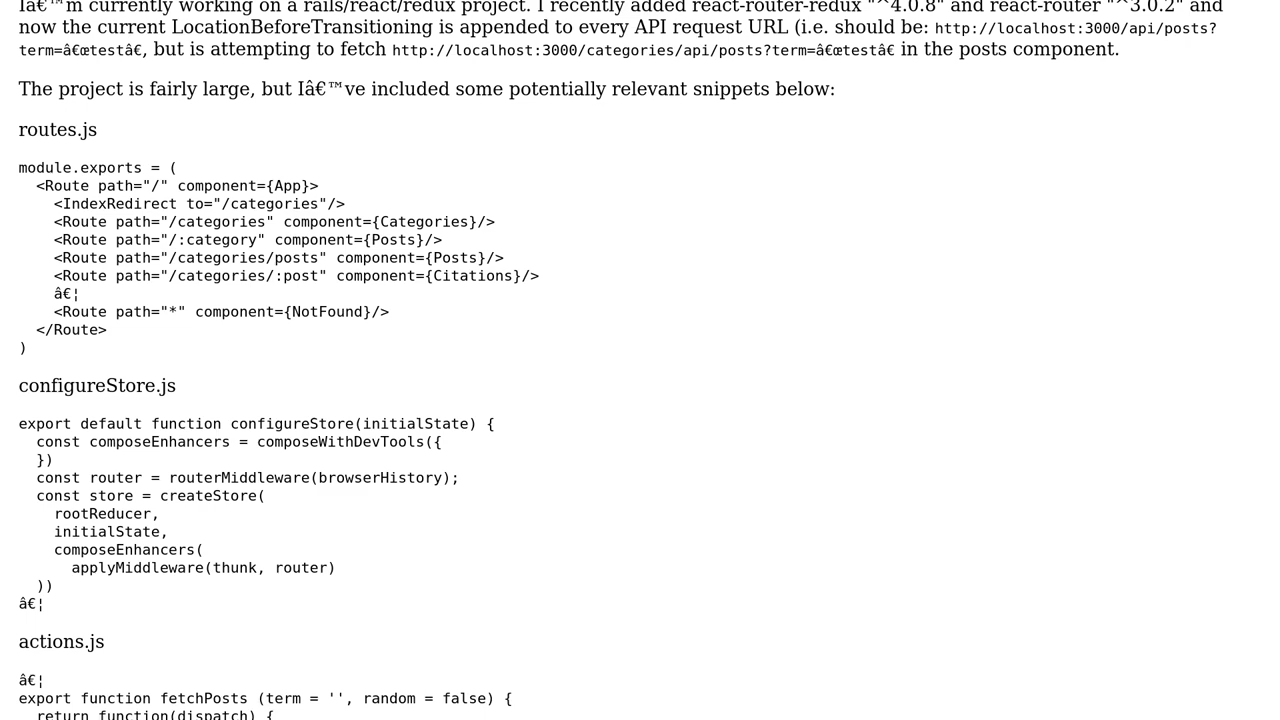 Iâ€™m currently working on a rails/react/redux project. I recently added react-router-redux "^4.0.8" and react-router "^3.0.2" and
now the current LocationBeforeTransitioning is appended to every API request URL (i.e. should be: http://localhost:3000/api/posts?
term=â€œtestâ€, but is attempting to fetch http://localhost:3000/categories/api/posts?term=â€œtestâ€ in the posts component.
The project is fairly large, but Iâ€™ve included some potentially relevant snippets below:
routes.js
module.exports = (
  <Route path="/" component={App}>
    <IndexRedirect to="/categories"/>
    <Route path="/categories" component={Categories}/>
    <Route path="/:category" component={Posts}/>
    <Route path="/categories/posts" component={Posts}/>
    <Route path="/categories/:post" component={Citations}/>
    â€¦
    <Route path="*" component={NotFound}/>
  </Route>
)
configureStore.js
export default function configureStore(initialState) {
  const composeEnhancers = composeWithDevTools({
  })
  const router = routerMiddleware(browserHistory);
  const store = createStore(
    rootReducer,
    initialState,
    composeEnhancers(
      applyMiddleware(thunk, router)
  ))
â€¦
actions.js
â€¦
export function fetchPosts (term = '', random = false) {
  return function(dispatch) {